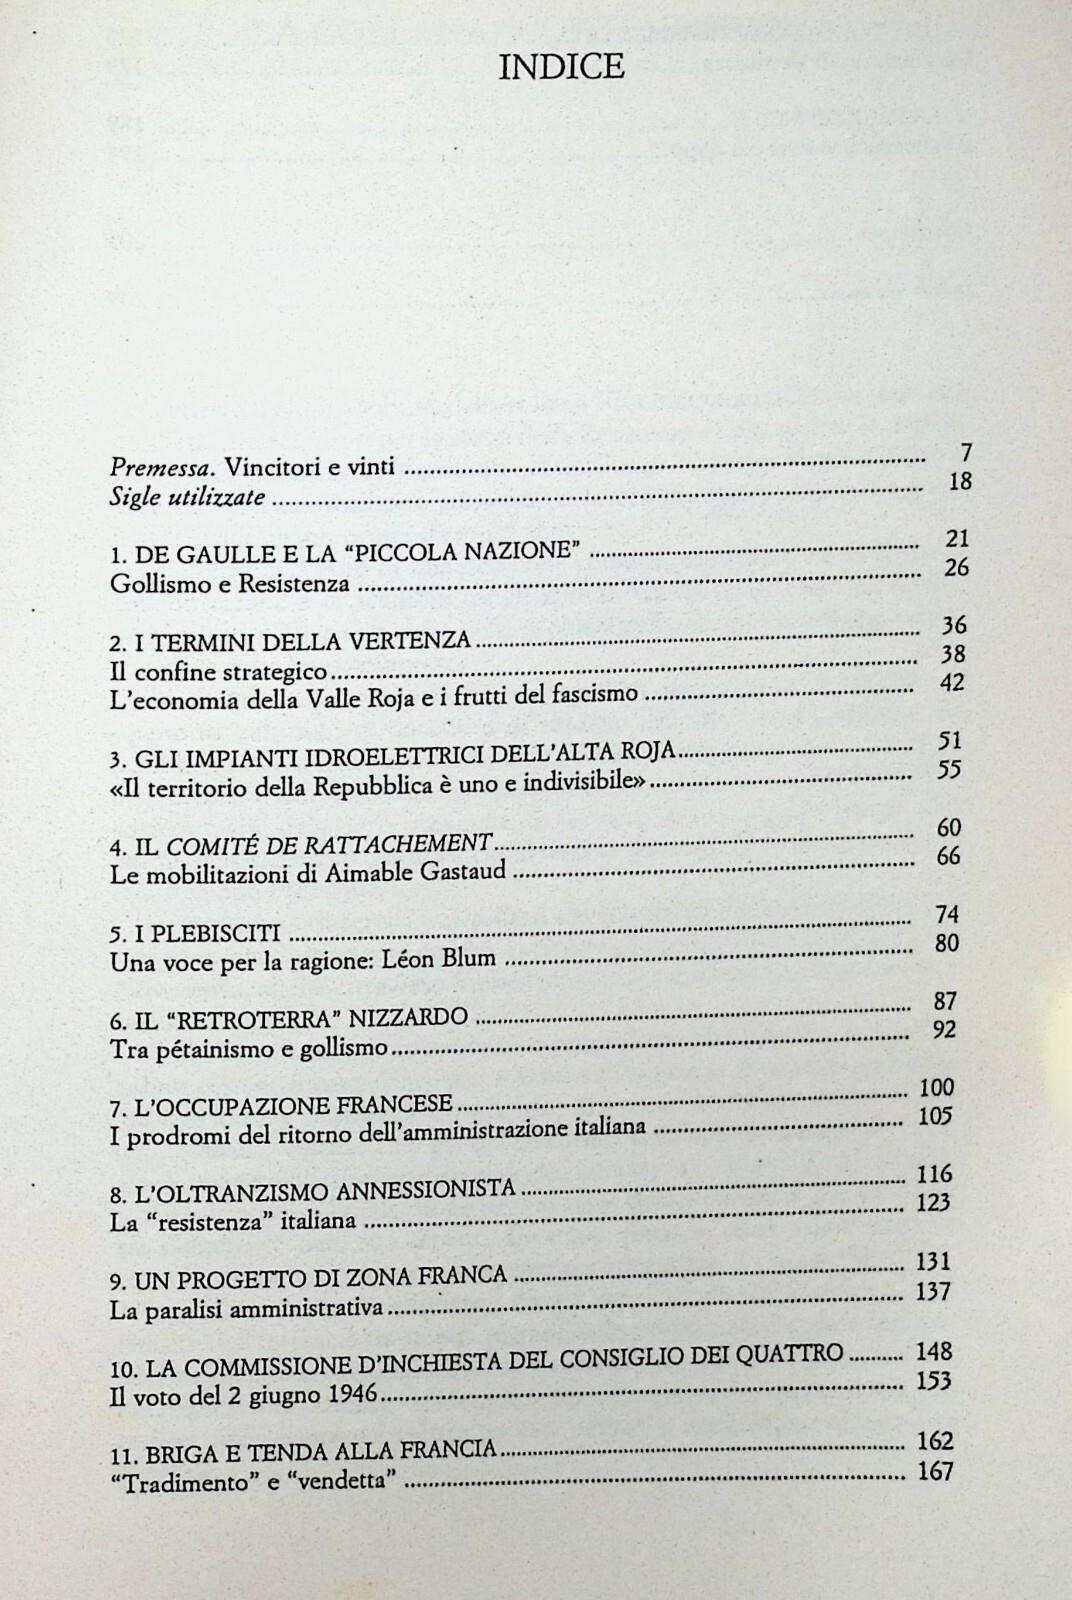 INDICE
Premessa. Vincitori e vinti 7
Sigle utilizzate 18
1. DE GAULLE E LA “PICCOLA NAZIONE” 21
Gollismo e Resistenza 26
2. I TERMINI DELLA VERTENZA 36
Il confine strategico 38
L’economia della Valle Roja e i frutti del fascismo 42
3. GLI IMPIANTI IDROELETTRICI DELL’ALTA ROJA 51
«Il territorio della Repubblica è uno e indivisibile» 55
4. IL COMITÉ DE RATTACHEMENT 60
Le mobilitazioni di Aimable Gastaud 66
5. I PLEBISCITI 74
Una voce per la ragione: Léon Blum 80
6. IL “RETROTERRA” NIZZARDO 87
Tra pétainismo e gollismo 92
7. L’OCCUPAZIONE FRANCESE 100
I prodromi del ritorno dell’amministrazione italiana 105
8. L’OLTRANZISMO ANNESSIONISTA 116
La “resistenza” italiana 123
9. UN PROGETTO DI ZONA FRANCA 131
La paralisi amministrativa 137
10. LA COMMISSIONE D’INCHIESTA DEL CONSIGLIO DEI QUATTRO 148
Il voto del 2 giugno 1946 153
11. BRIGA E TENDA ALLA FRANCIA 162
“Tradimento” e “vendetta” 167